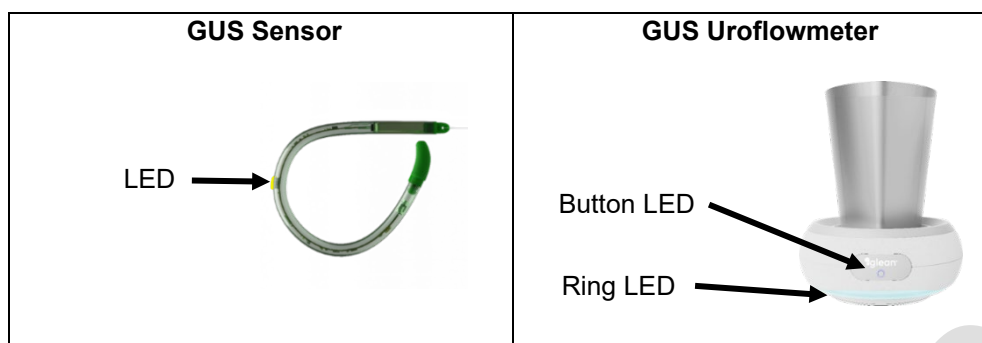 GUS Sensor
GUS Uroflowmeter
LED
Button LED
Ring LED